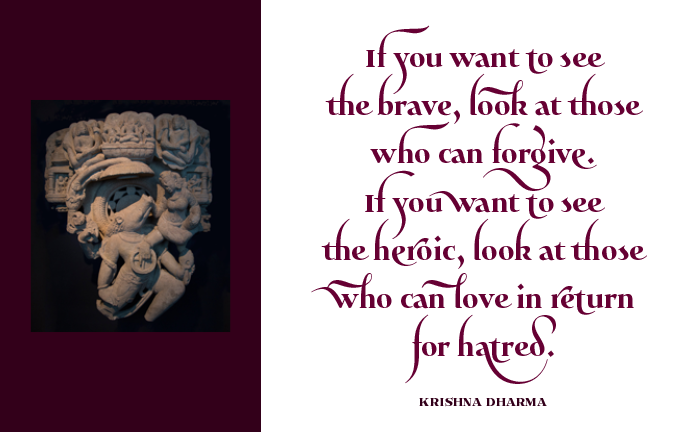 If you want to see
the brave, look at those
who can forgive.
If you want to see
the heroic, look at those
who can love in return
for hatred.
KRISHNA DHARMA